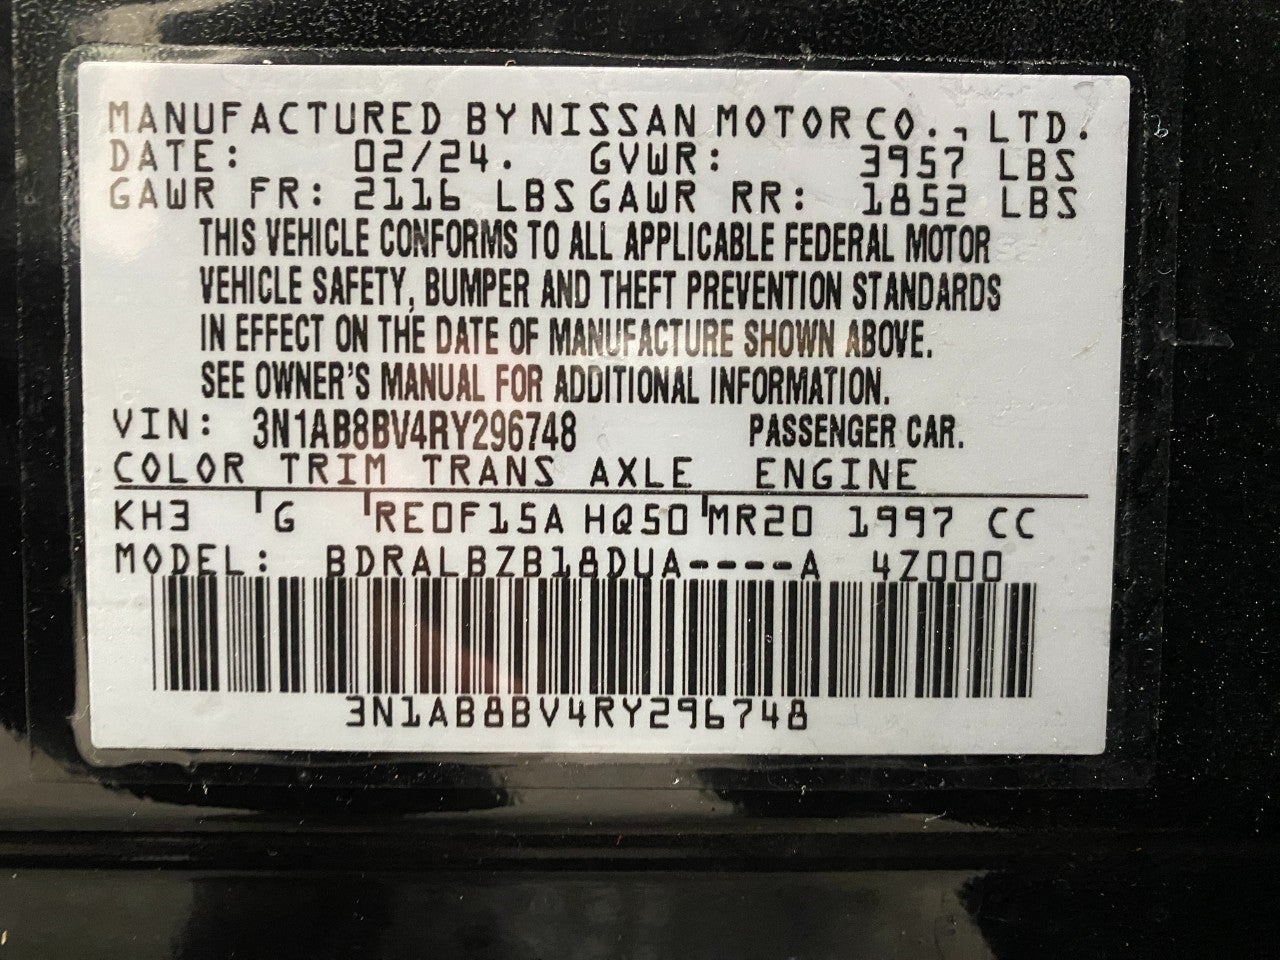 MANUFACTURED BY NISSAN MOTOR CO., LTD.
DATE: 02/24. GVWR: 3957 LBS
GAWR FR: 2116 LBS GAWR RR: 1852 LBS
THIS VEHICLE CONFORMS TO ALL APPLICABLE FEDERAL MOTOR
VEHICLE SAFETY, BUMPER AND THEFT PREVENTION STANDARDS
IN EFFECT ON THE DATE OF MANUFACTURE SHOWN ABOVE.
SEE OWNER'S MANUAL FOR ADDITIONAL INFORMATION.
VIN: 3N1AB8BV4RY296748 PASSENGER CAR.
COLOR TRIM TRANS AXLE ENGINE
KH3 G RE0F15A HQ50 MR20 1997 CC
MODEL: BDRALBZB18DUA----A 4Z000
3N1AB8BV4RY296748